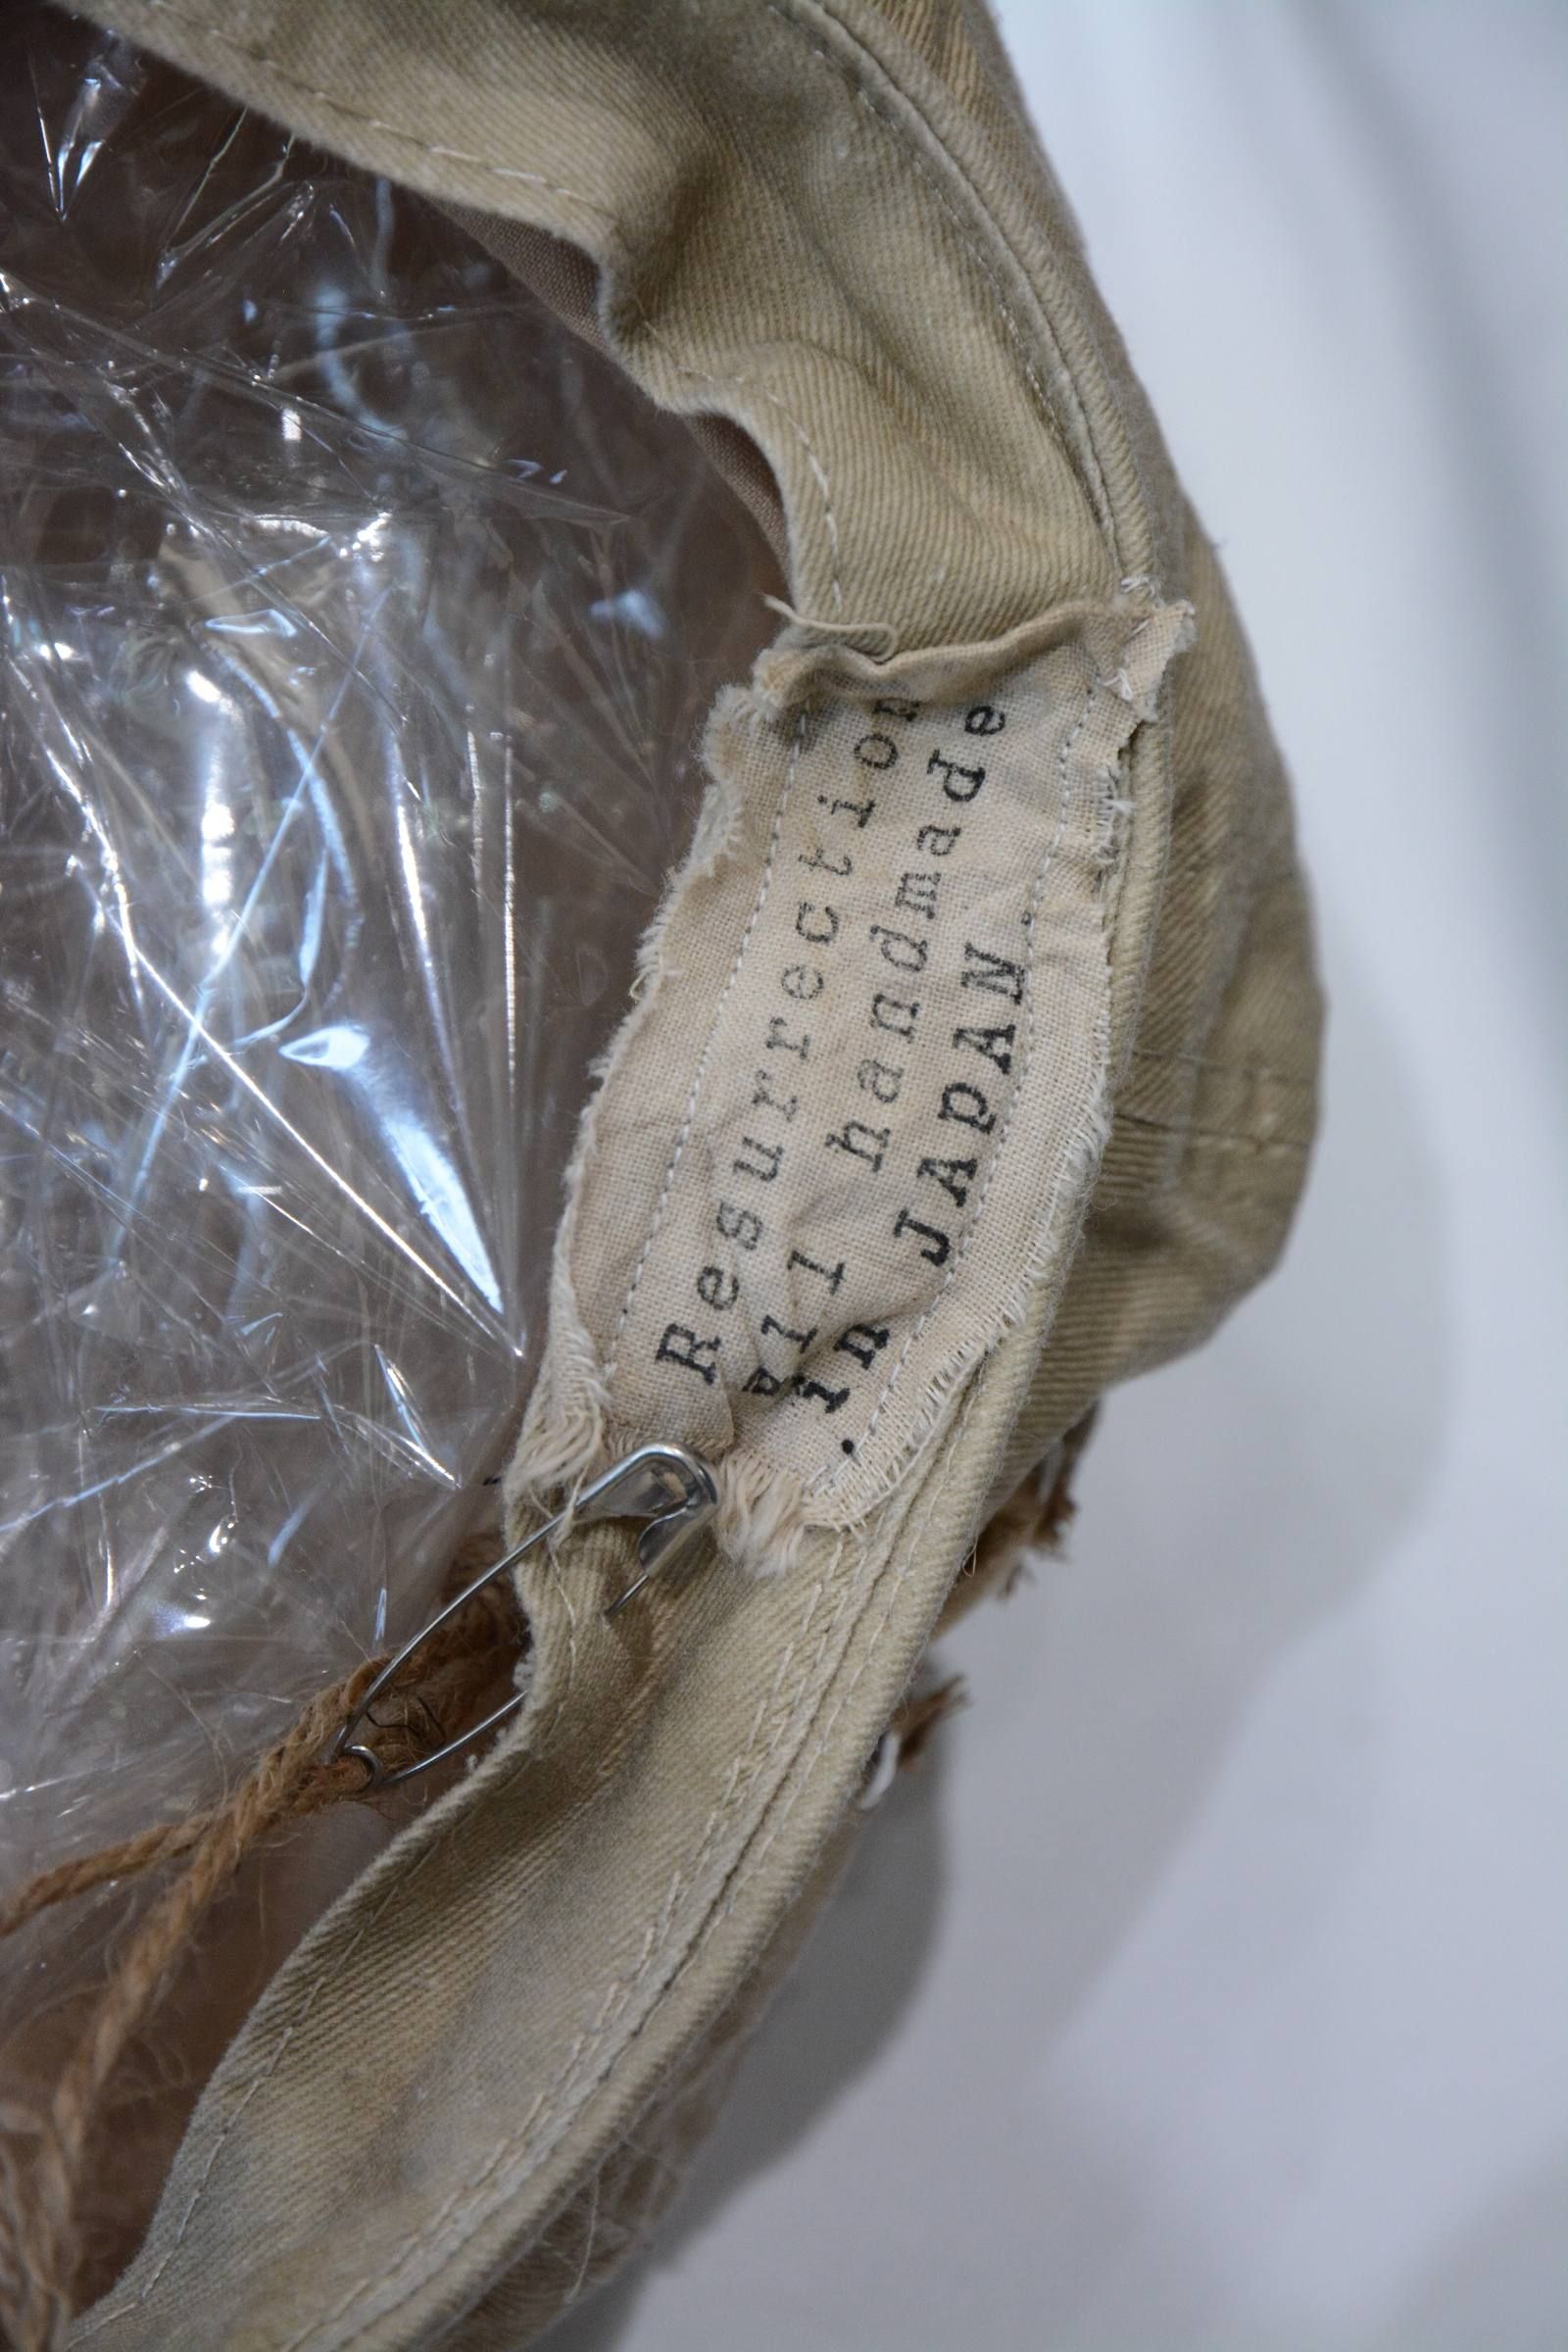 Resurrection
All handmade
.in JAPAN.